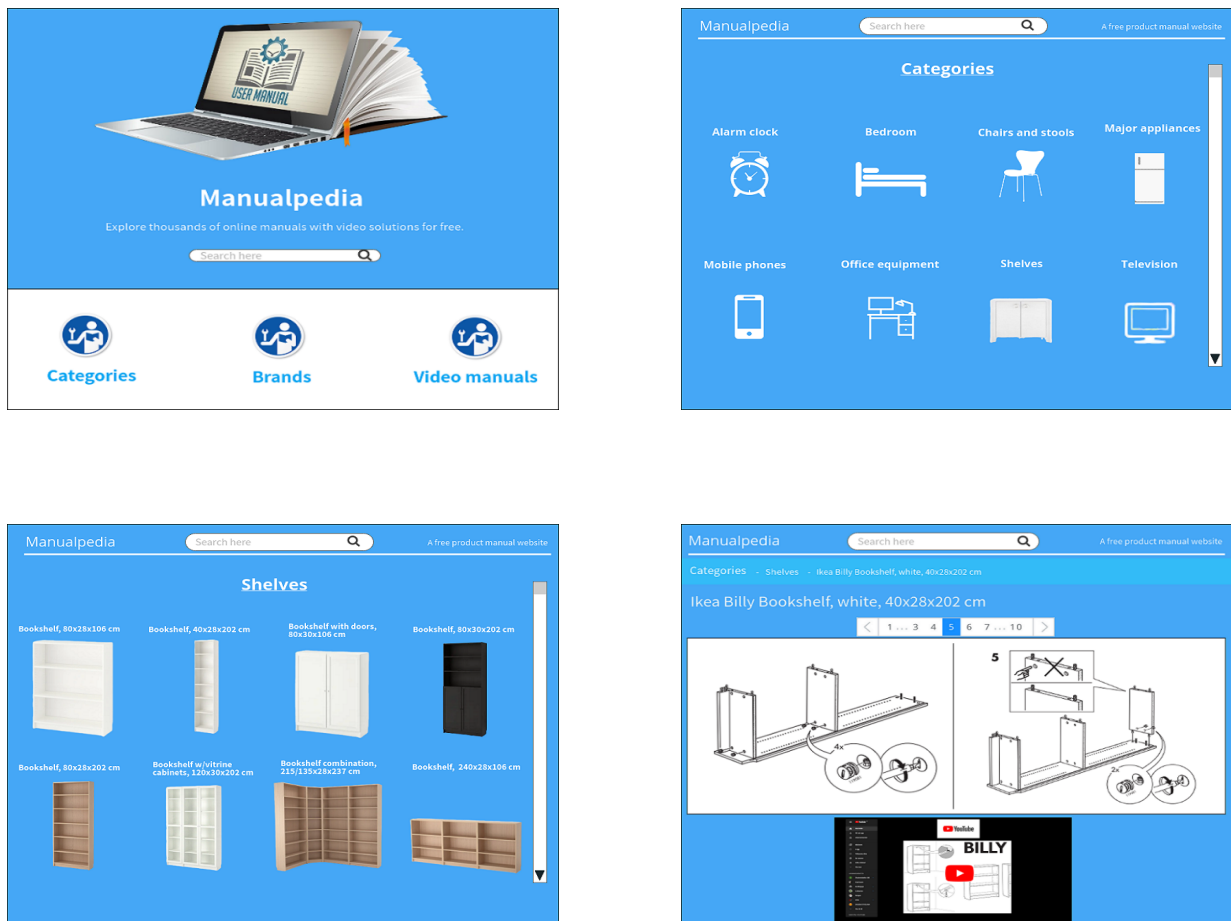 USER MANUAL
Manualpedia
Explore thousands of online manuals with video solutions for free.
Search here
Categories
Brands
Video manuals
Manualpedia
Search here
A free product manual website
Categories
Alarm clock
Bedroom
Chairs and stools
Major appliances
Mobile phones
Office equipment
Shelves
Television
Manualpedia
Search here
A free product manual website
Shelves
Bookshelf, 80x28x106 cm
Bookshelf, 40x28x202 cm
Bookshelf with doors,
80x30x106 cm
Bookshelf, 80x30x202 cm
Bookshelf, 80x28x202 cm
Bookshelf w/vitrine
cabinets, 120x30x202 cm
Bookshelf combination,
215/135x28x237 cm
Bookshelf, 240x28x106 cm
Manualpedia
Search here
A free product manual website
Categories - Shelves - Ikea Billy Bookshelf, white, 40x28x202 cm
Ikea Billy Bookshelf, white, 40x28x202 cm
< 1 ... 3 4 5 6 7 ... 10 >
5
4x
2x
YouTube
BILLY